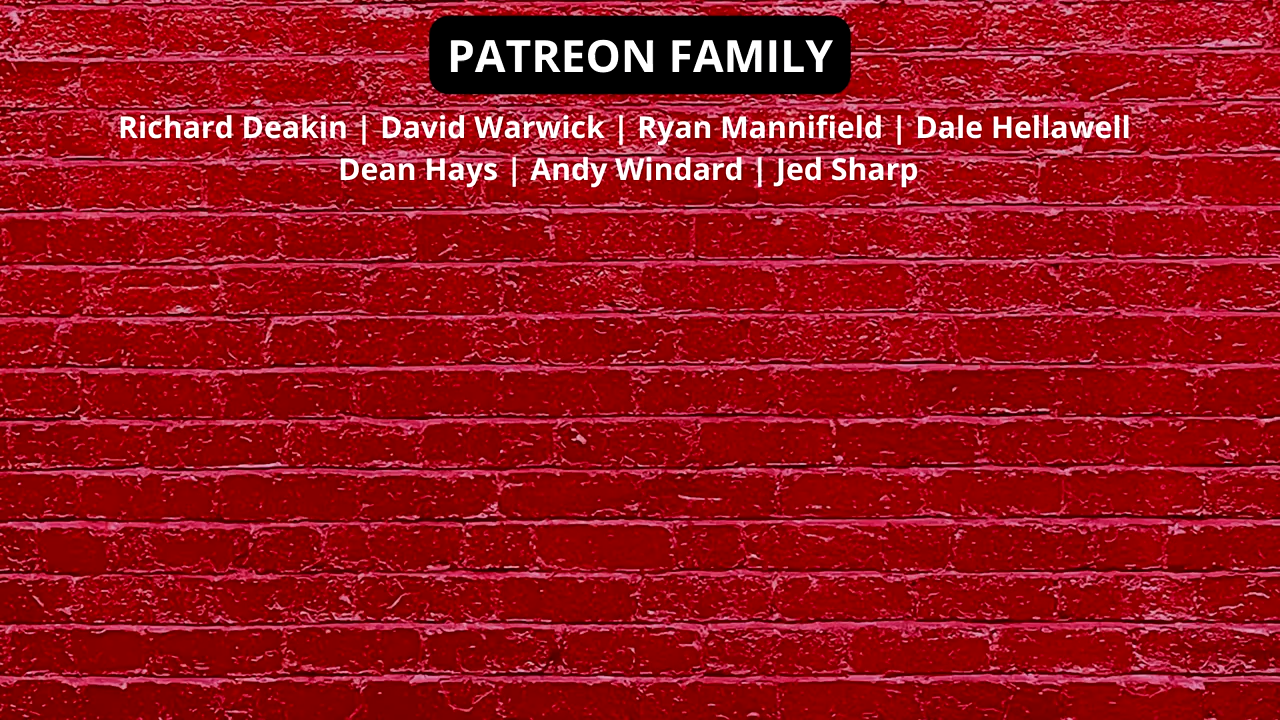 PATREON FAMILY
Richard Deakin | David Warwick | Ryan Mannifield | Dale Hellawell
Dean Hays | Andy Windard | Jed Sharp